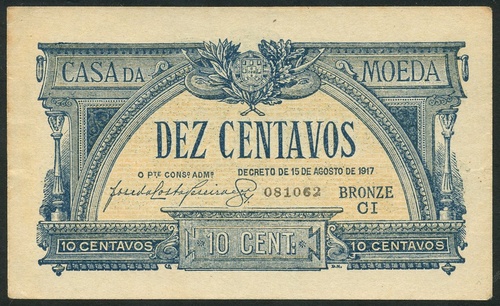 CASA DA MOEDA
DEZ CENTAVOS
O PTE CONSº ADMº DECRETO DE 15 DE AGOSTO DE 1917
081062 BRONZE
CI
10 CENTAVOS 10 CENT. 10 CENTAVOS